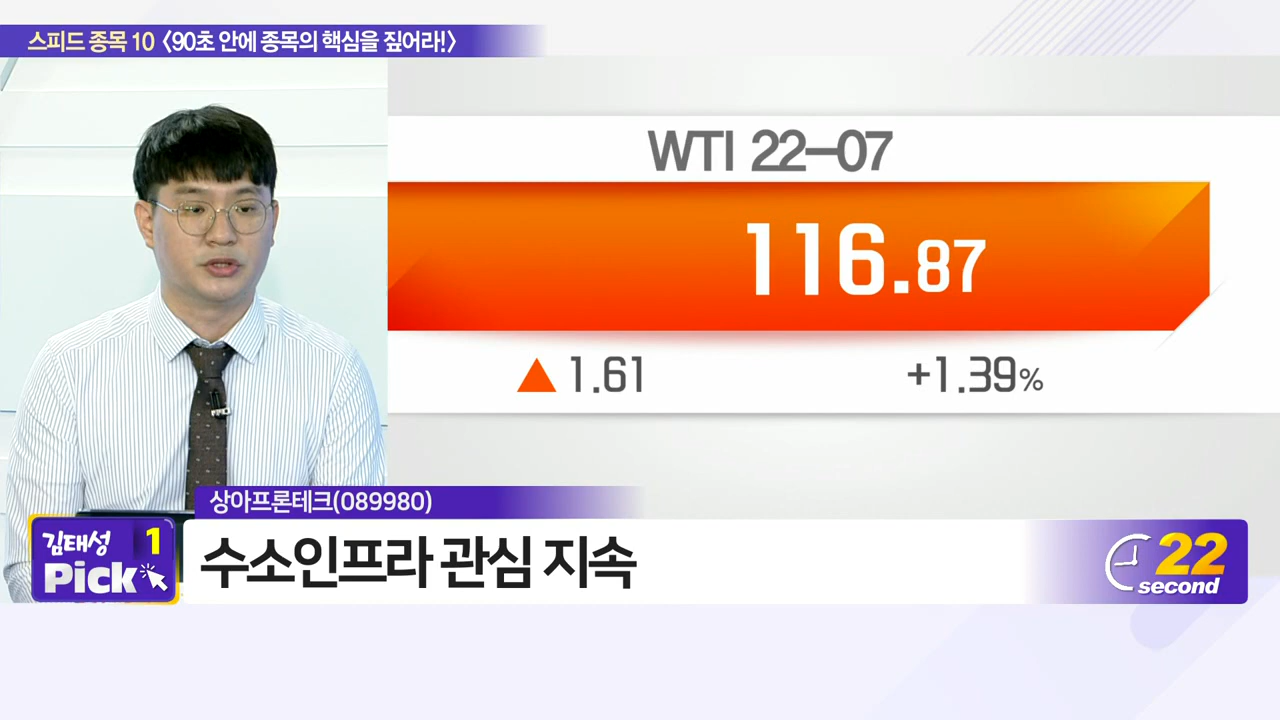 스피드 종목 10 <90초 안에 종목의 핵심을 짚어라!>
WTI 22-07
116.87
▲ 1.61 +1.39%
상아프론테크(089980)
김태성 1
Pick
수소인프라 관심 지속
22
second